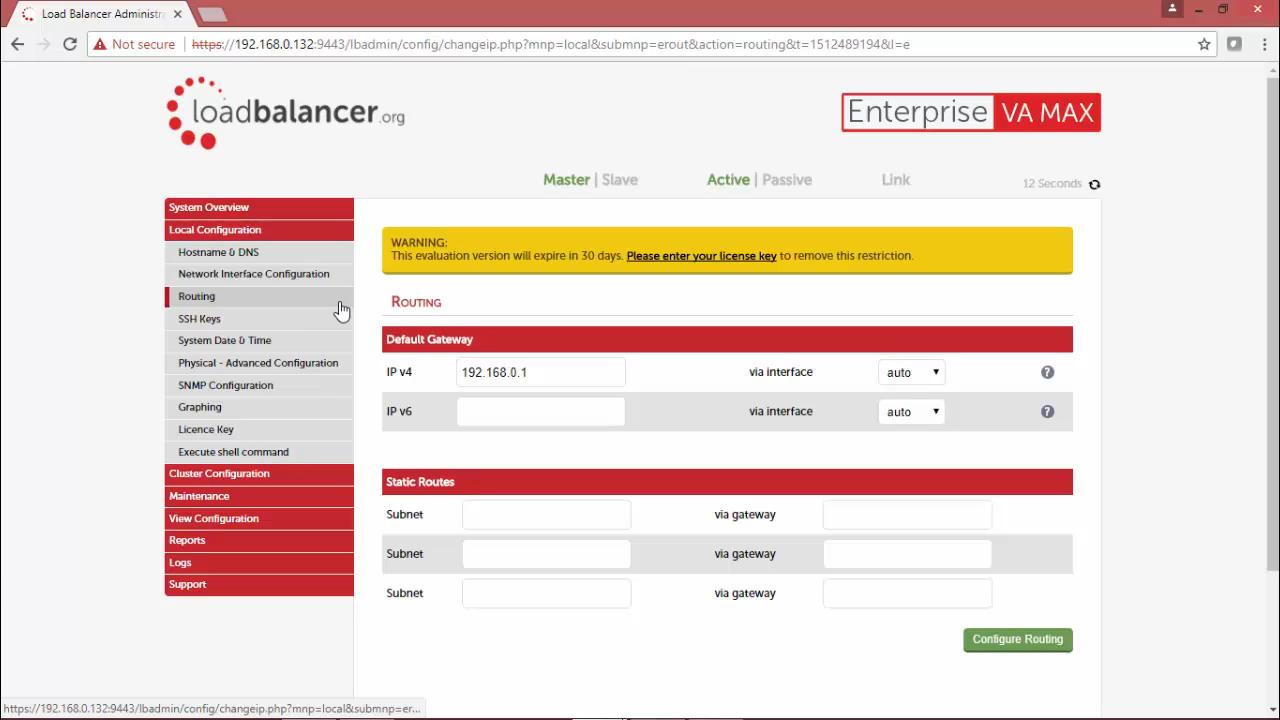 Load Balancer Administra
Not secure
https://192.168.0.132:9443/lbadmin/config/changeip.php?mnp=local&submnp=erout&action=routing&t=1512489194&l=e
loadbalancer.org
Enterprise VA MAX
Master | Slave
Active | Passive
Link
12 Seconds
System Overview
Local Configuration
Hostname & DNS
Network Interface Configuration
Routing
SSH Keys
System Date & Time
Physical - Advanced Configuration
SNMP Configuration
Graphing
Licence Key
Execute shell command
Cluster Configuration
Maintenance
View Configuration
Reports
Logs
Support
WARNING:
This evaluation version will expire in 30 days. Please enter your license key to remove this restriction.
ROUTING
Default Gateway
IP v4 192.168.0.1 via interface auto ?
IP v6 via interface auto ?
Static Routes
Subnet via gateway
Subnet via gateway
Subnet via gateway
Configure Routing
https://192.168.0.132:9443/lbadmin/config/changeip.php?mnp=local&submnp=er...